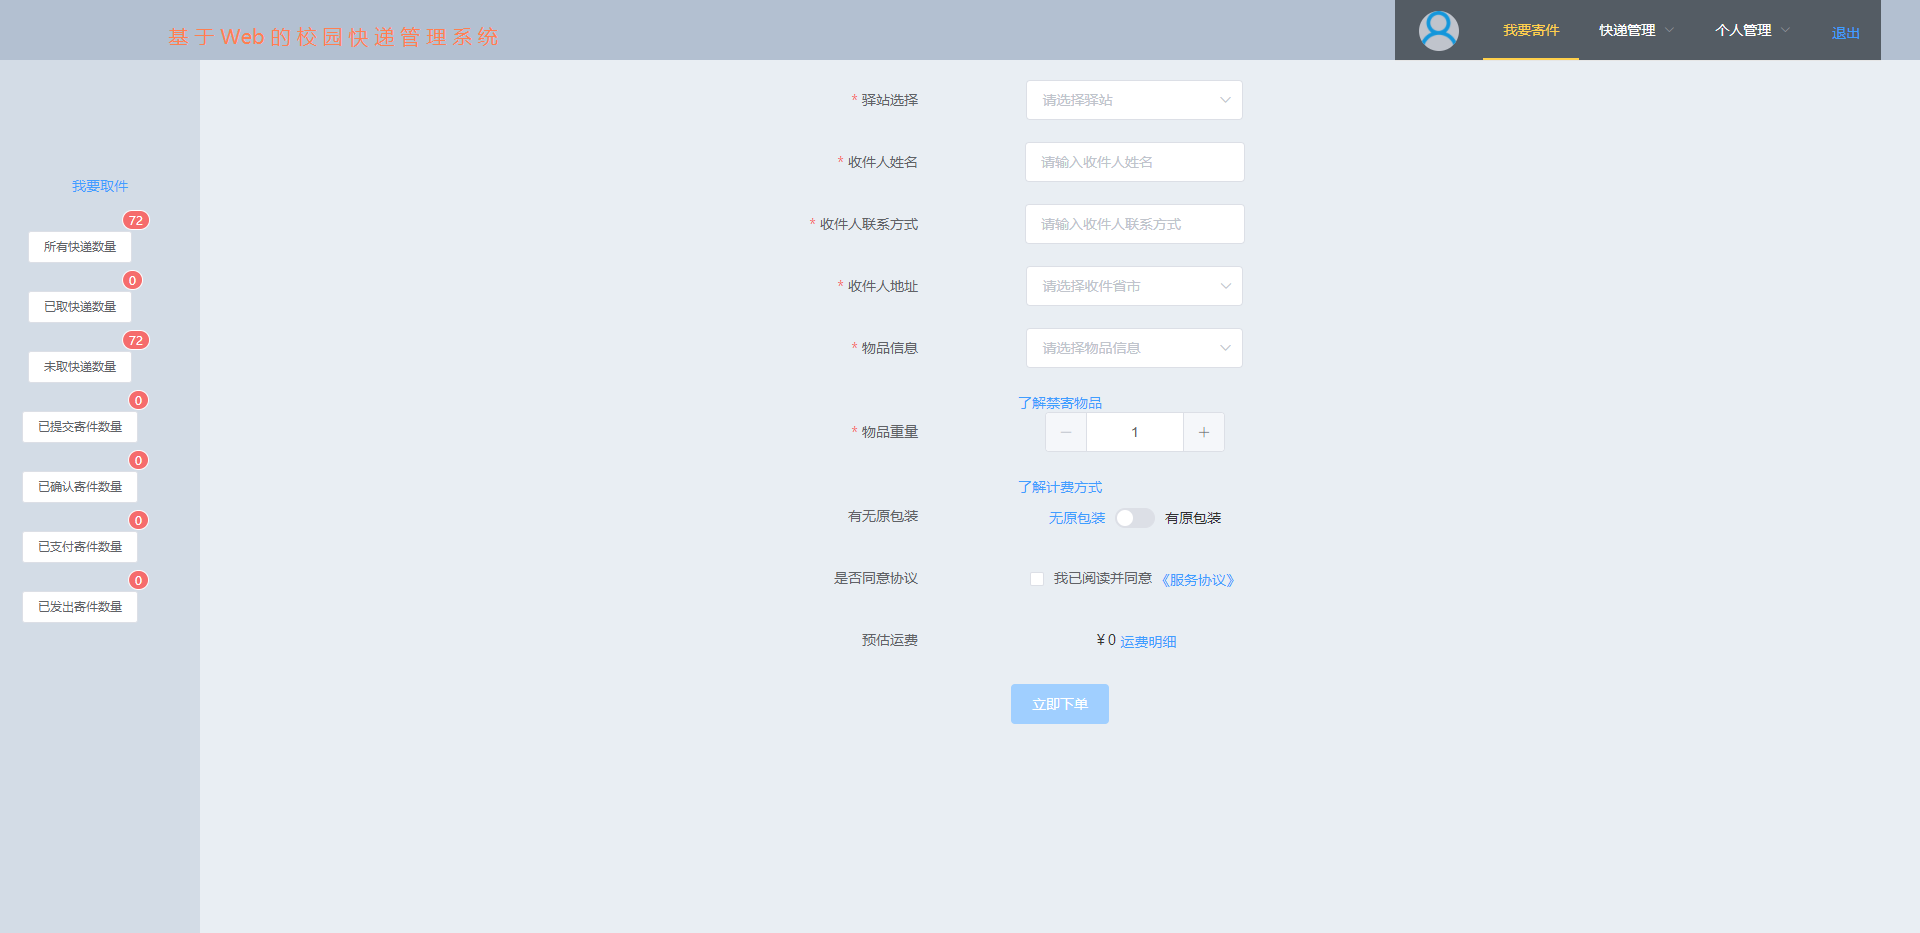 基于Web的校园快递管理系统
我要寄件
快递管理
个人管理
退出
我要取件
72
所有快递数量
0
已取快递数量
72
未取快递数量
0
已提交寄件数量
0
已确认寄件数量
0
已支付寄件数量
0
已发出寄件数量
* 驿站选择
请选择驿站
* 收件人姓名
请输入收件人姓名
* 收件人联系方式
请输入收件人联系方式
* 收件人地址
请选择收件省市
* 物品信息
请选择物品信息
了解禁寄物品
* 物品重量
1
了解计费方式
有无原包装
无原包装
有原包装
是否同意协议
我已阅读并同意 《服务协议》
预估运费
¥ 0 运费明细
立即下单